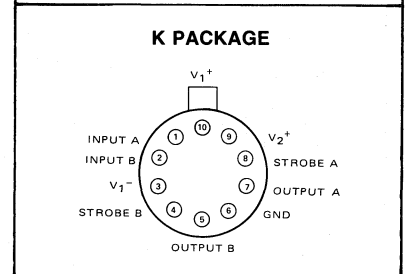 K PACKAGE
V1+
INPUT A 1 10 9 V2+
INPUT B 2 8 STROBE A
V1- 3 7 OUTPUT A
STROBE B 4 5 6 GND
OUTPUT B